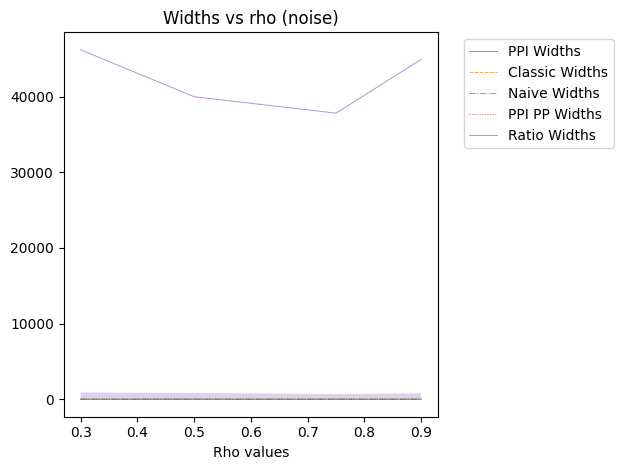 Widths vs rho (noise)
PPI Widths
Classic Widths
Naive Widths
PPI PP Widths
Ratio Widths
40000
30000
20000
10000
0
0.3 0.4 0.5 0.6 0.7 0.8 0.9
Rho values